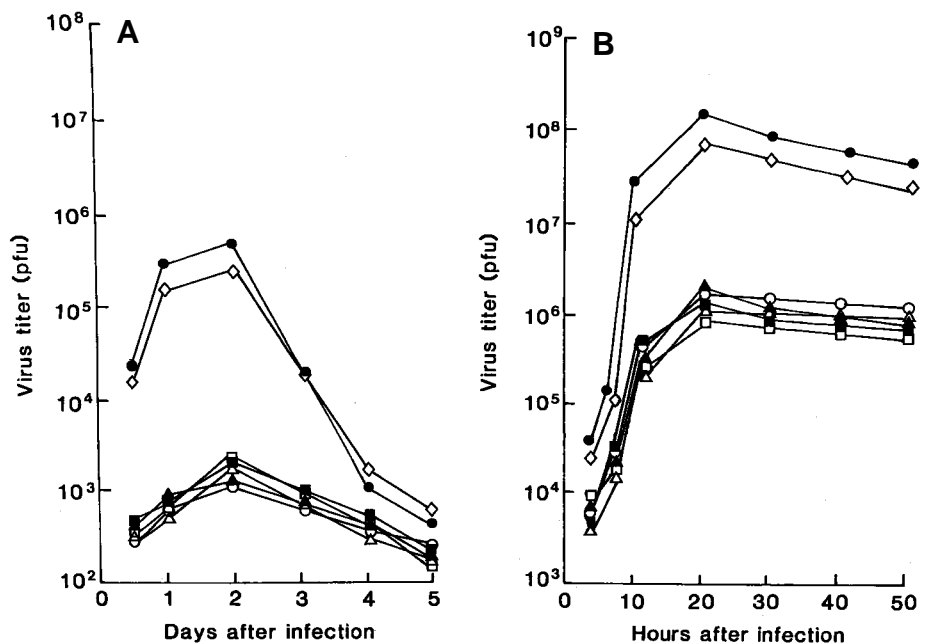 A
Virus titer (pfu)
10⁸
10⁷
10⁶
10⁵
10⁴
10³
10²
0 1 2 3 4 5
Days after infection
B
Virus titer (pfu)
10⁹
10⁸
10⁷
10⁶
10⁵
10⁴
10³
0 10 20 30 40 50
Hours after infection